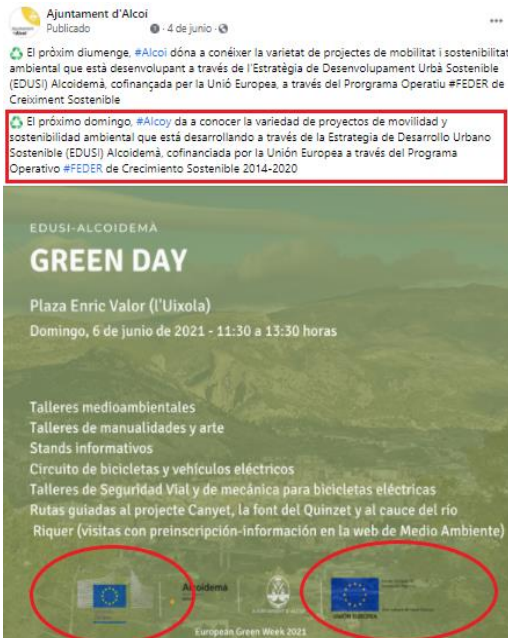 Ajuntament d'Alcoi
Publicado · 4 de junio ·
El pròxim diumenge, #Alcoi dóna a conéixer la varietat de projectes de mobilitat i sostenibilitat
ambiental que està desenvolupant a través de l'Estratègia de Desenvolupament Urbà Sostenible
(EDUSI) Alcoidemà, cofinançada per la Unió Europea, a través del Prorgrama Operatiu #FEDER de
Creiximent Sostenible
El próximo domingo, #Alcoy da a conocer la variedad de proyectos de movilidad y
sostenibilidad ambiental que está desarrollando a través de la Estrategia de Desarrollo Urbano
Sostenible (EDUSI) Alcoidemà, cofinanciada por la Unión Europea a través del Programa
Operativo #FEDER de Crecimiento Sostenible 2014-2020
EDUSI-ALCOIDEMÀ
GREEN DAY
Plaza Enric Valor (l'Uixola)
Domingo, 6 de junio de 2021 - 11:30 a 13:30 horas
Talleres medioambientales
Talleres de manualidades y arte
Stands informativos
Circuito de bicicletas y vehículos eléctricos
Talleres de Seguridad Vial y de mecánica para bicicletas eléctricas
Rutas guiadas al projecte Canyet, la font del Quinzet y al cauce del río
Riquer (visitas con preinscripción-información en la web de Medio Ambiente)
Alcoidema
UNIÓN EUROPEA
European Green Week 2021